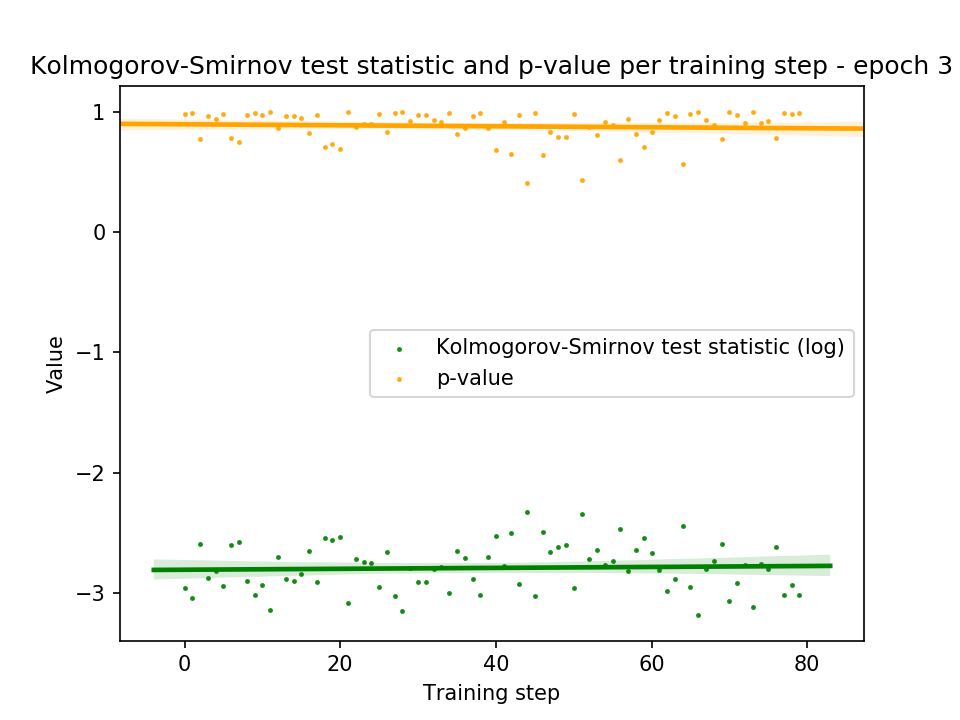 Kolmogorov-Smirnov test statistic and p-value per training step - epoch 3
1
0
−1
−2
−3
Value
Kolmogorov-Smirnov test statistic (log)
p-value
0 20 40 60 80
Training step